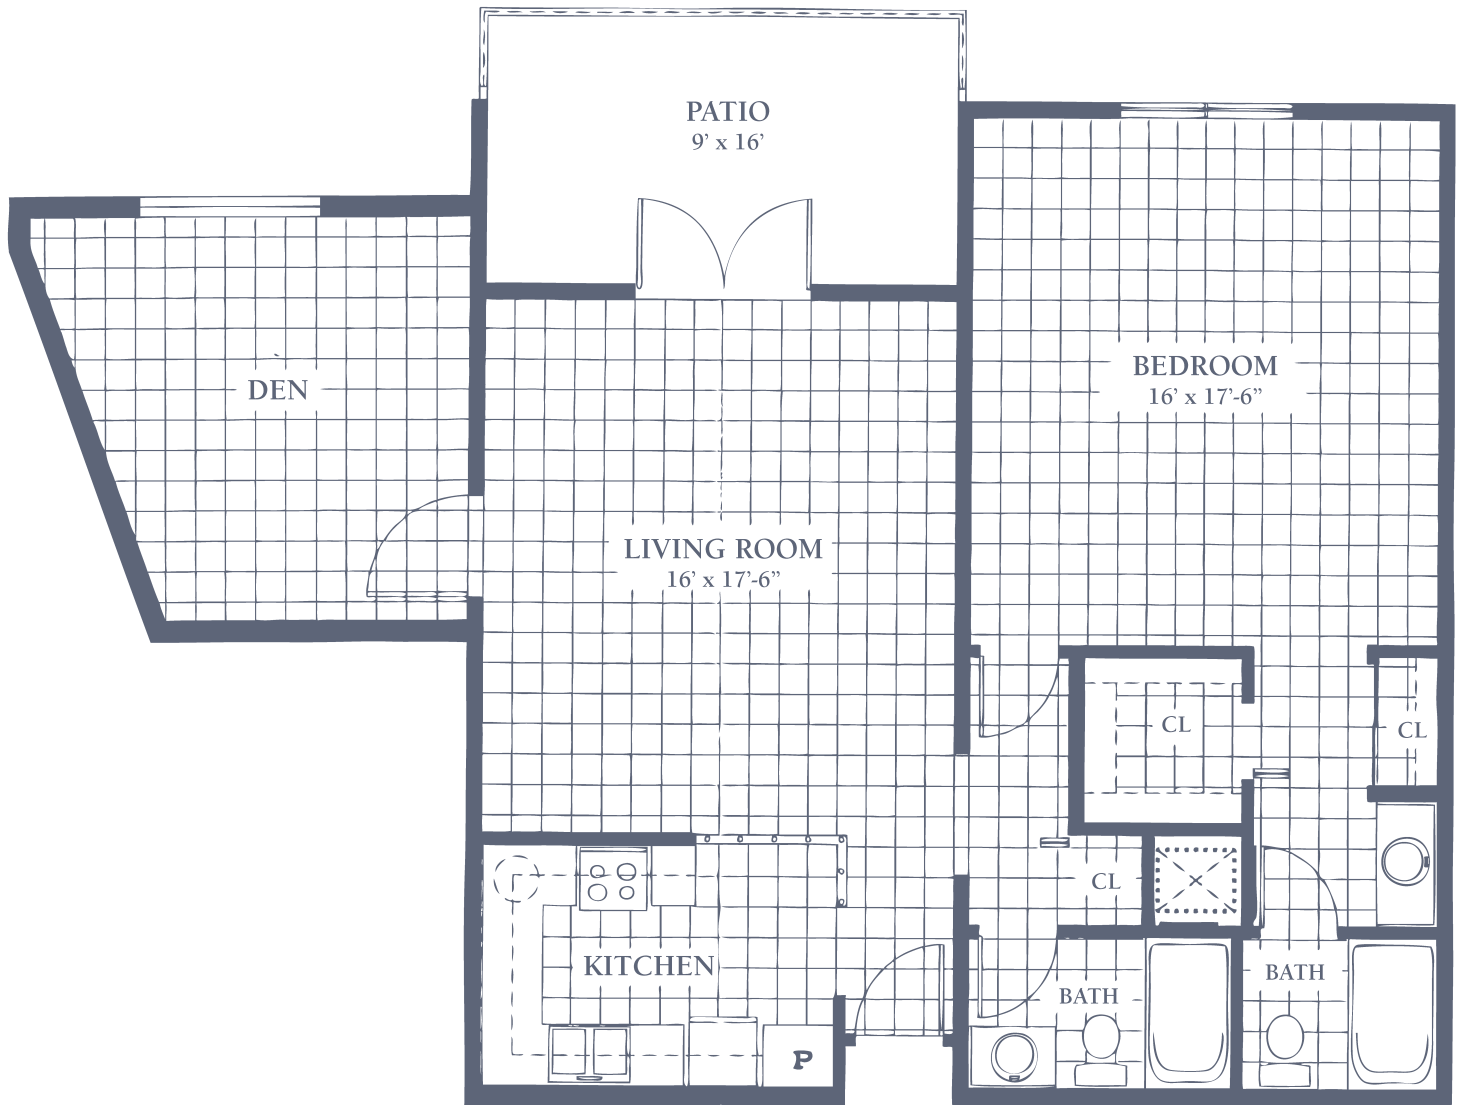 PATIO
9’ x 16’
DEN
BEDROOM
16’ x 17’-6”
LIVING ROOM
16’ x 17’-6”
CL
CL
CL
KITCHEN
BATH
BATH
P